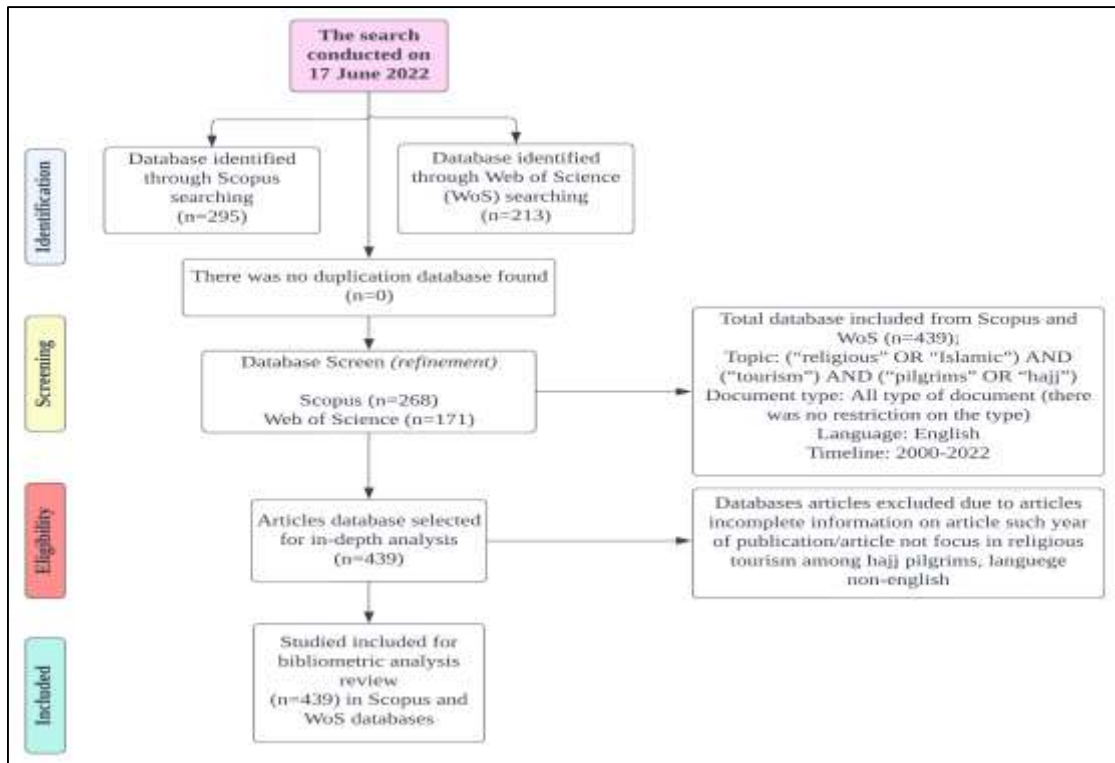 The search
conducted on
17 June 2022
Identification
Database identified
through Scopus
searching
(n=295)
Database identified
through Web of Science
(WoS) searching
(n=213)
There was no duplication database found
(n=0)
Screening
Database Screen (refinement)
Scopus (n=268)
Web of Science (n=171)
Total database included from Scopus and
WoS (n=439);
Topic: (“religious” OR “Islamic”) AND
(“tourism”) AND (“pilgrims” OR “hajj”)
Document type: All type of document (there
was no restriction on the type)
Language: English
Timeline: 2000-2022
Eligibility
Articles database selected
for in-depth analysis
(n=439)
Databases articles excluded due to articles
incomplete information on article such year
of publication/article not focus in religious
tourism among hajj pilgrims, languege
non-english
Included
Studied included for
bibliometric analysis
review
(n=439) in Scopus and
WoS databases